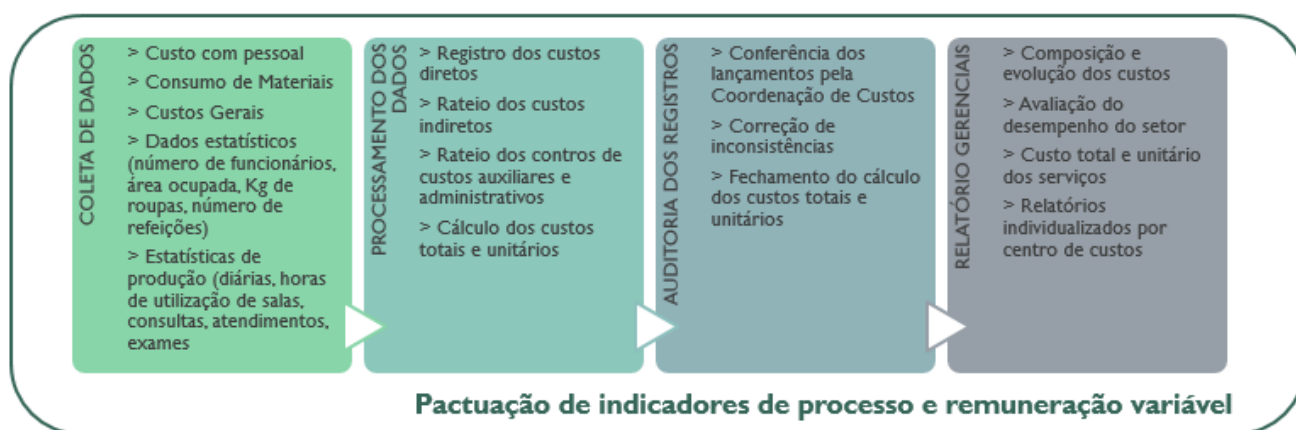 COLETA DE DADOS
> Custo com pessoal
> Consumo de Materiais
> Custos Gerais
> Dados estatísticos
(número de funcionários,
área ocupada, Kg de
roupas, número de
refeições)
> Estatísticas de
produção (diárias, horas
de utilização de salas,
consultas, atendimentos,
exames
PROCESSAMENTO DOS
DADOS
> Registro dos custos
diretos
> Rateio dos custos
indiretos
> Rateio dos contros de
custos auxiliares e
administrativos
> Cálculo dos custos
totais e unitários
AUDITORIA DOS REGISTROS
> Conferência dos
lançamentos pela
Coordenação de Custos
> Correção de
inconsistências
> Fechamento do cálculo
dos custos totais e
unitários
RELATÓRIO GERENCIAIS
> Composição e
evolução dos custos
> Avaliação do
desempenho do setor
> Custo total e unitário
dos serviços
> Relatórios
individualizados por
centro de custos
Pactuação de indicadores de processo e remuneração variável